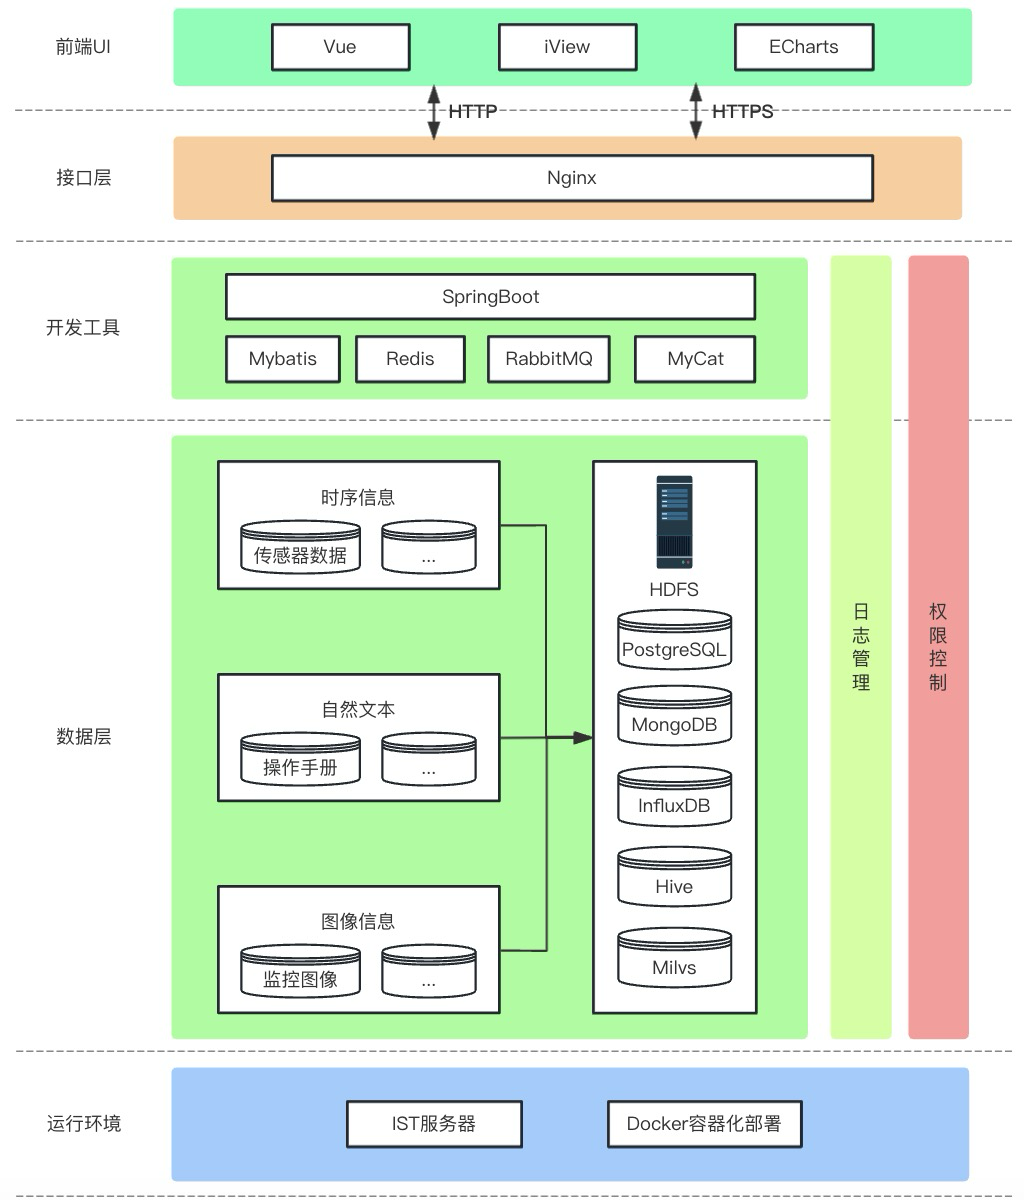 前端UI
Vue
iView
ECharts
HTTP
HTTPS
接口层
Nginx
开发工具
SpringBoot
Mybatis
Redis
RabbitMQ
MyCat
数据层
时序信息
传感器数据
...
自然文本
操作手册
...
图像信息
监控图像
...
HDFS
PostgreSQL
MongoDB
InfluxDB
Hive
Milvs
日志管理
权限控制
运行环境
IST服务器
Docker容器化部署